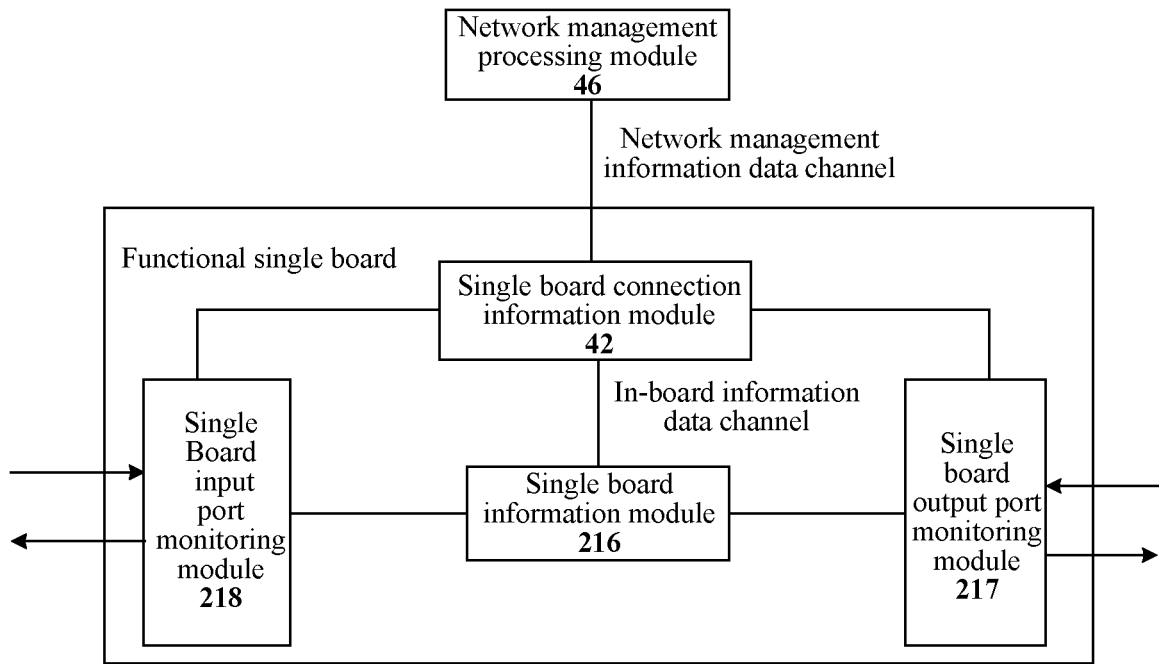 Network management
processing module
46
Network management
information data channel
Functional single board
Single board connection
information module
42
In-board information
data channel
Single
Board
input
port
monitoring
module
218
Single board
information module
216
Single
board
output port
monitoring
module
217